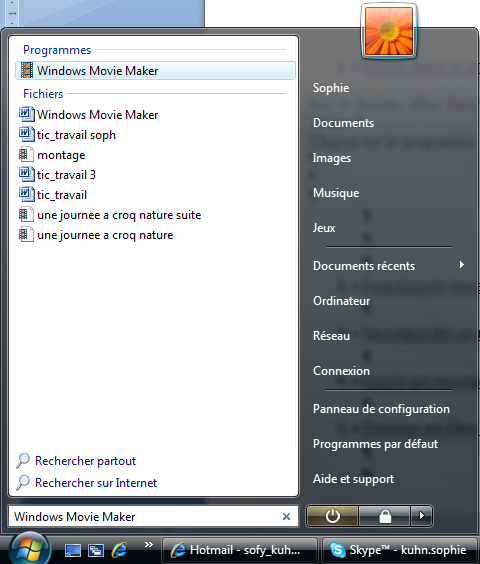 Programmes
Windows Movie Maker
Fichiers
Windows Movie Maker
tic_travail soph
montage
tic_travail 3
tic_travail
une journee a croq nature suite
une journee a croq nature
Rechercher partout
Rechercher sur Internet
Windows Movie Maker
Sophie
Documents
Images
Musique
Jeux
Documents récents
Ordinateur
Réseau
Connexion
Panneau de configuration
Programmes par défaut
Aide et support
Hotmail - sofy_kuh...
Skype™ - kuhn.sophie